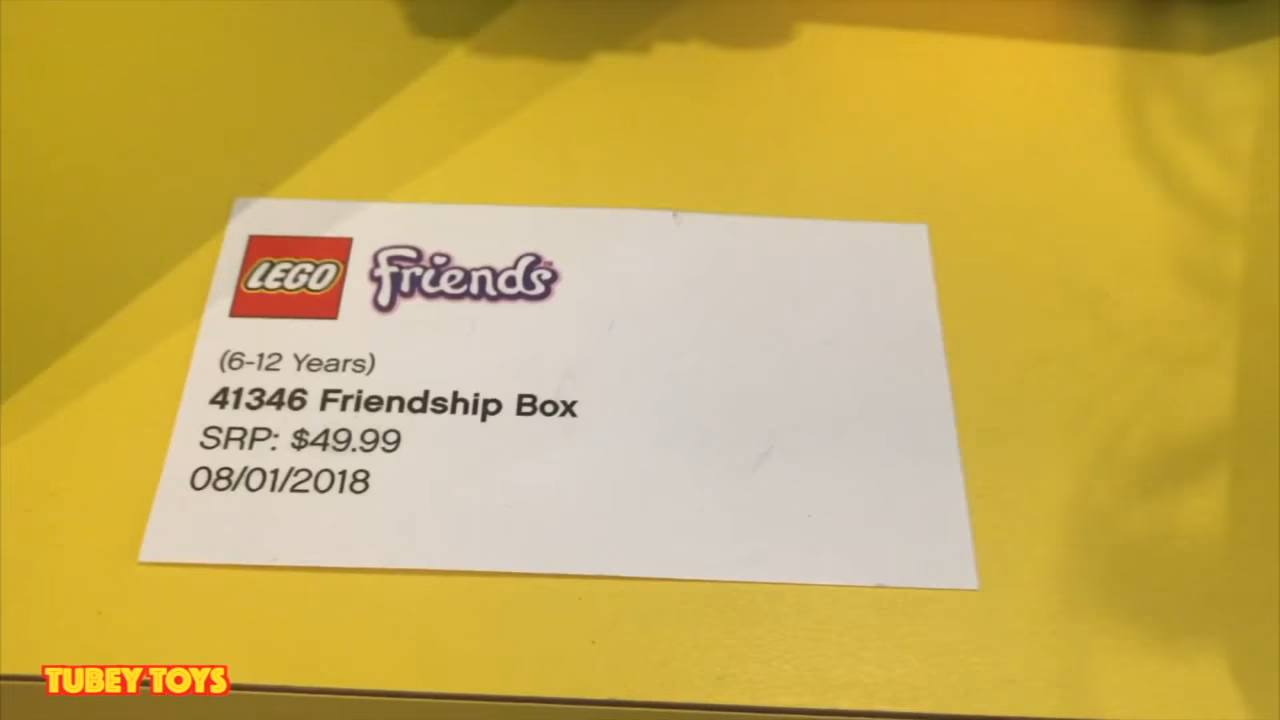 LEGO Friends
(6-12 Years)
41346 Friendship Box
SRP: $49.99
08/01/2018
TUBEY TOYS